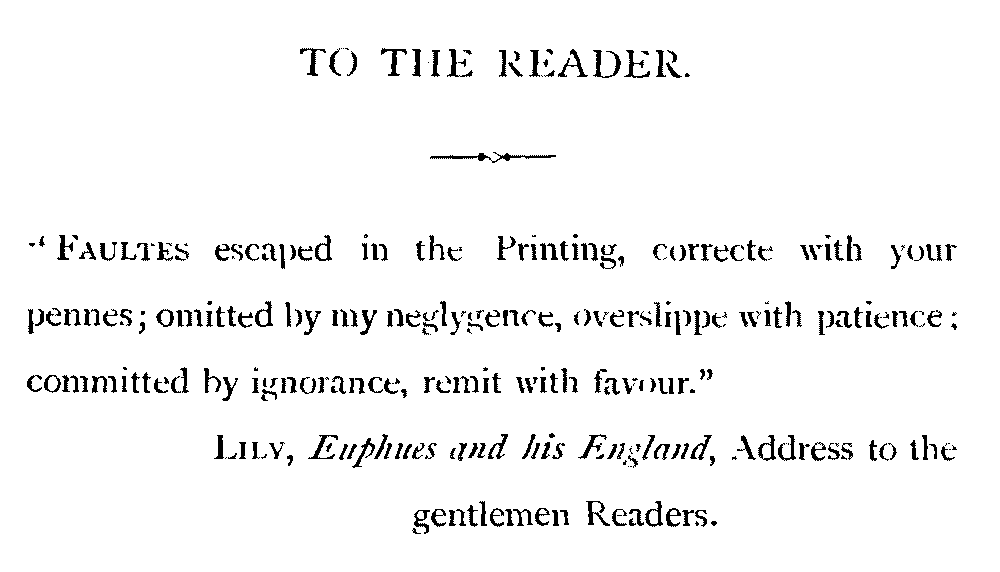 TO THE READER.
"FAULTES escaped in the Printing, correcte with your
pennes; omitted by my neglygence, overslippe with patience;
committed by ignorance, remit with favour."
LILY, Euphues and his England, Address to the
gentlemen Readers.